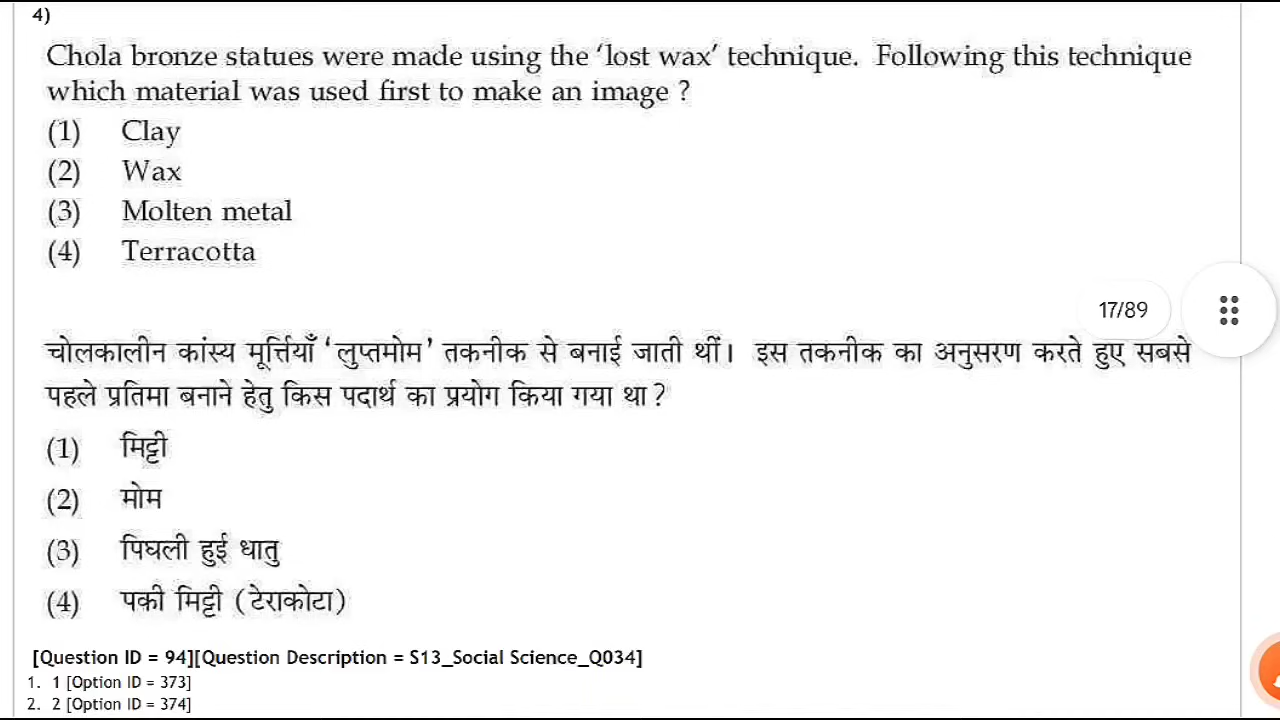 4)
Chola bronze statues were made using the ‘lost wax’ technique. Following this technique
which material was used first to make an image ?
(1) Clay
(2) Wax
(3) Molten metal
(4) Terracotta
17/89
चोलकालीन कांस्य मूर्त्तियाँ ‘लुप्तमोम’ तकनीक से बनाई जाती थीं। इस तकनीक का अनुसरण करते हुए सबसे
पहले प्रतिमा बनाने हेतु किस पदार्थ का प्रयोग किया गया था ?
(1) मिट्टी
(2) मोम
(3) पिघली हुई धातु
(4) पकी मिट्टी (टेराकोटा)
[Question ID = 94][Question Description = S13_Social Science_Q034]
1. 1 [Option ID = 373]
2. 2 [Option ID = 374]